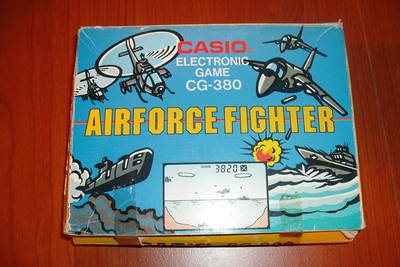 CASIO
ELECTRONIC
GAME
CG-380
AIRFORCE FIGHTER
3820